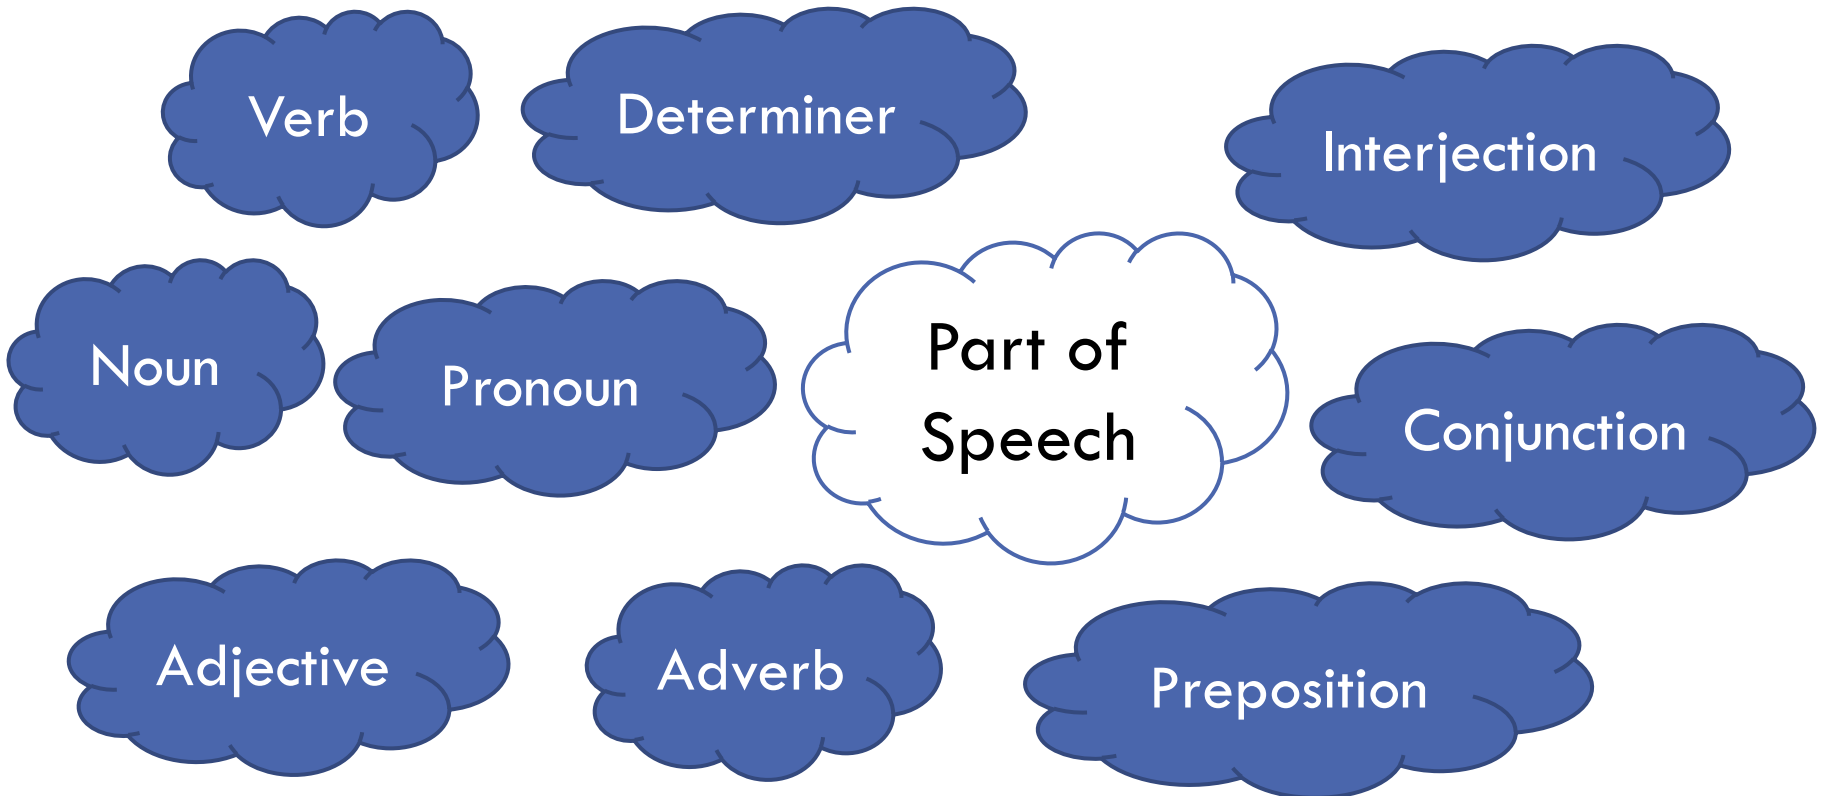 Verb
Determiner
Interjection
Noun
Pronoun
Part of
Speech
Conjunction
Adjective
Adverb
Preposition